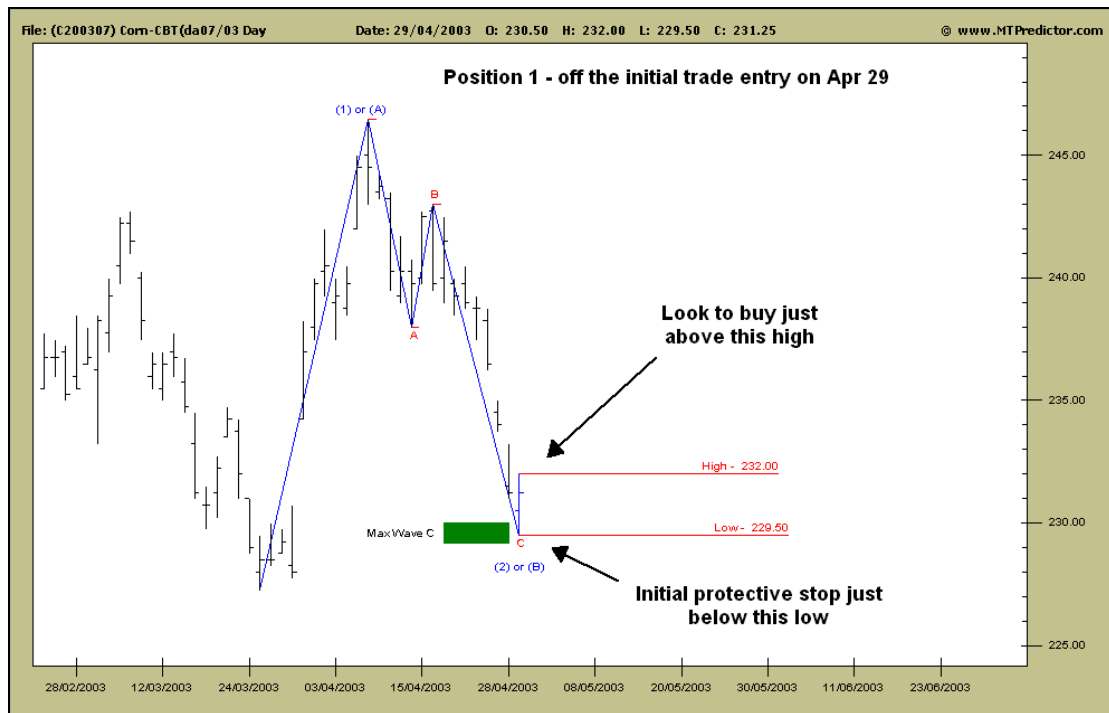 File: (C200307) Corn-CBT(da07/03 Day Date: 29/04/2003 O: 230.50 H: 232.00 L: 229.50 C: 231.25 © www.MTPredictor.com
Position 1 - off the initial trade entry on Apr 29
(1) or (A)
245.00
B
240.00
A
Look to buy just
above this high
235.00
High - 232.00
230.00
Max Wave C
Low - 229.50
C
(2) or (B)
Initial protective stop just
below this low
225.00
28/02/2003 12/03/2003 24/03/2003 03/04/2003 15/04/2003 28/04/2003 08/05/2003 20/05/2003 30/05/2003 11/06/2003 23/06/2003